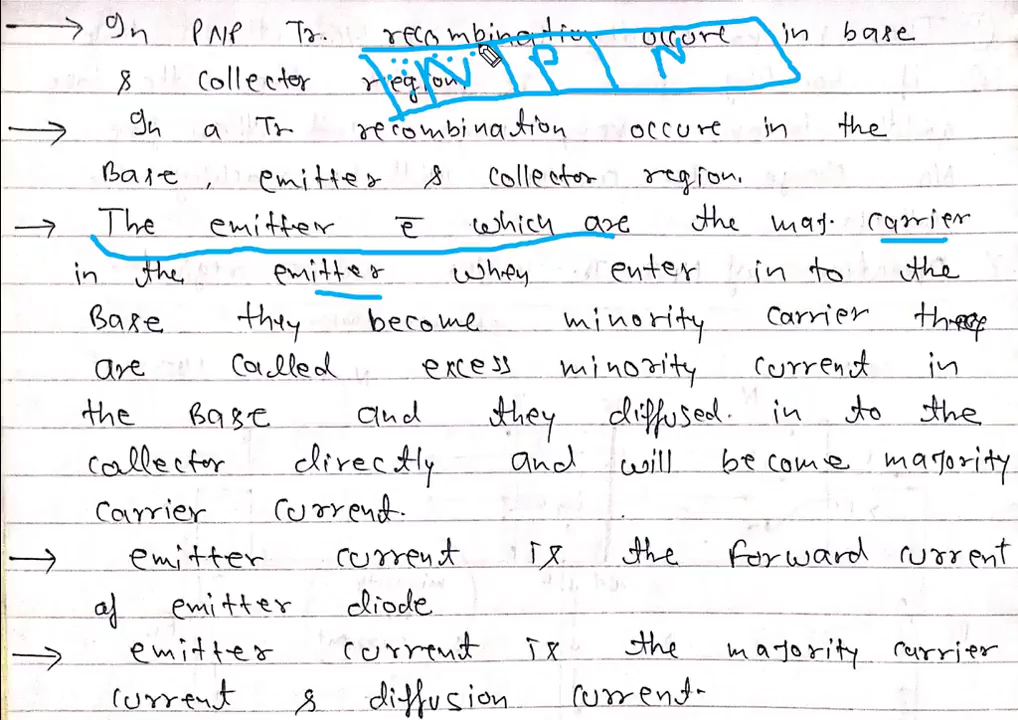 → In PNP Tr. recombination occure in base
& collector region.
N P N
→ In a Tr recombination occure in the
Base, emitter & collector region.
→ The emitter e̅ which are the maj. carrier
in the emitter whey enter in to the
Base they become minority carrier these
are called excess minority current in
the Base and they diffused. in to the
collector directly and will become majority
carrier current.
→ emitter current is the forward current
of emitter diode
→ emitter current is the majority carrier
current & diffusion current.